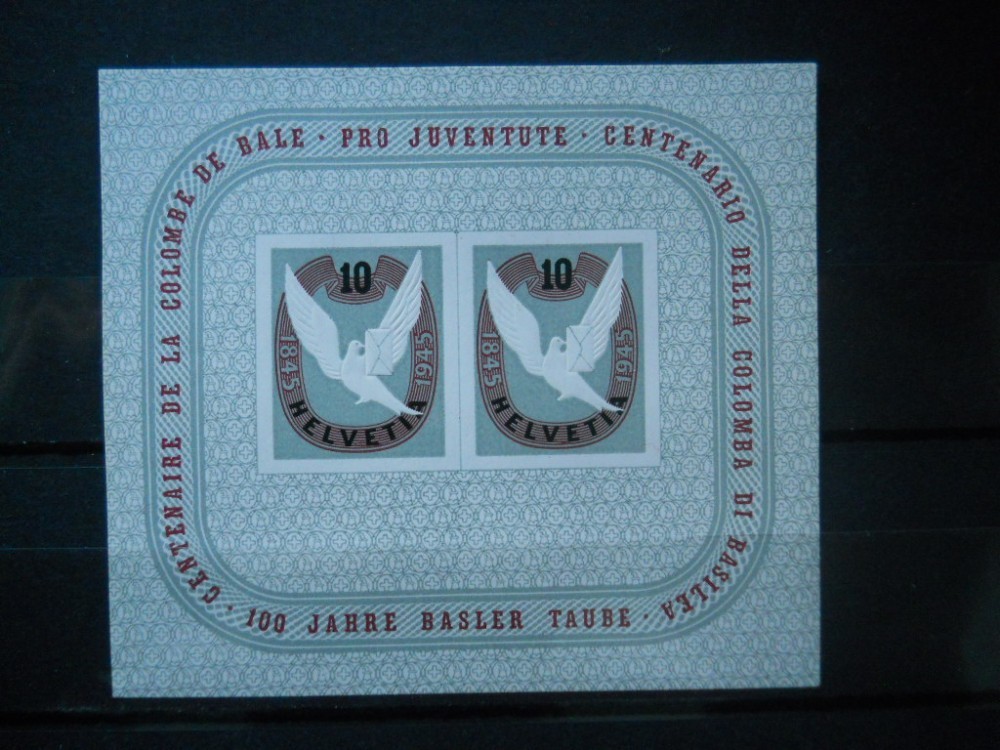 CENTENAIRE DE LA COLOMBE DE BALE · PRO JUVENTUTE · CENTENARIO DELLA COLOMBA DI BASILEA · 100 JAHRE BASLER TAUBE ·
10
1845 1945
HELVETIA
10
1845 1945
HELVETIA